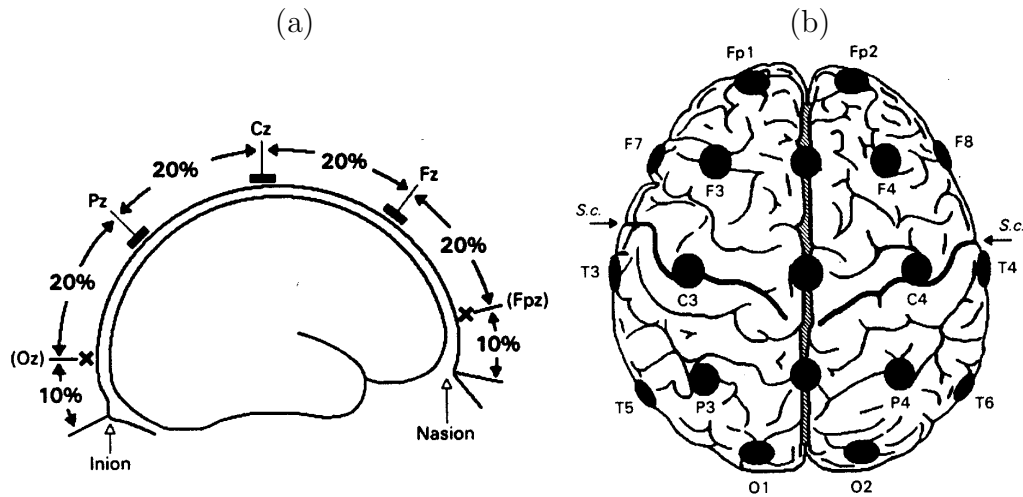 (a)
Cz
20%
20%
Pz
Fz
20%
20%
(Fpz)
(Oz)
10%
10%
Nasion
Inion
(b)
Fp1
Fp2
F7
F8
F3
F4
S.c.
S.c.
T3
T4
C3
C4
T5
P3
P4
T6
O1
O2